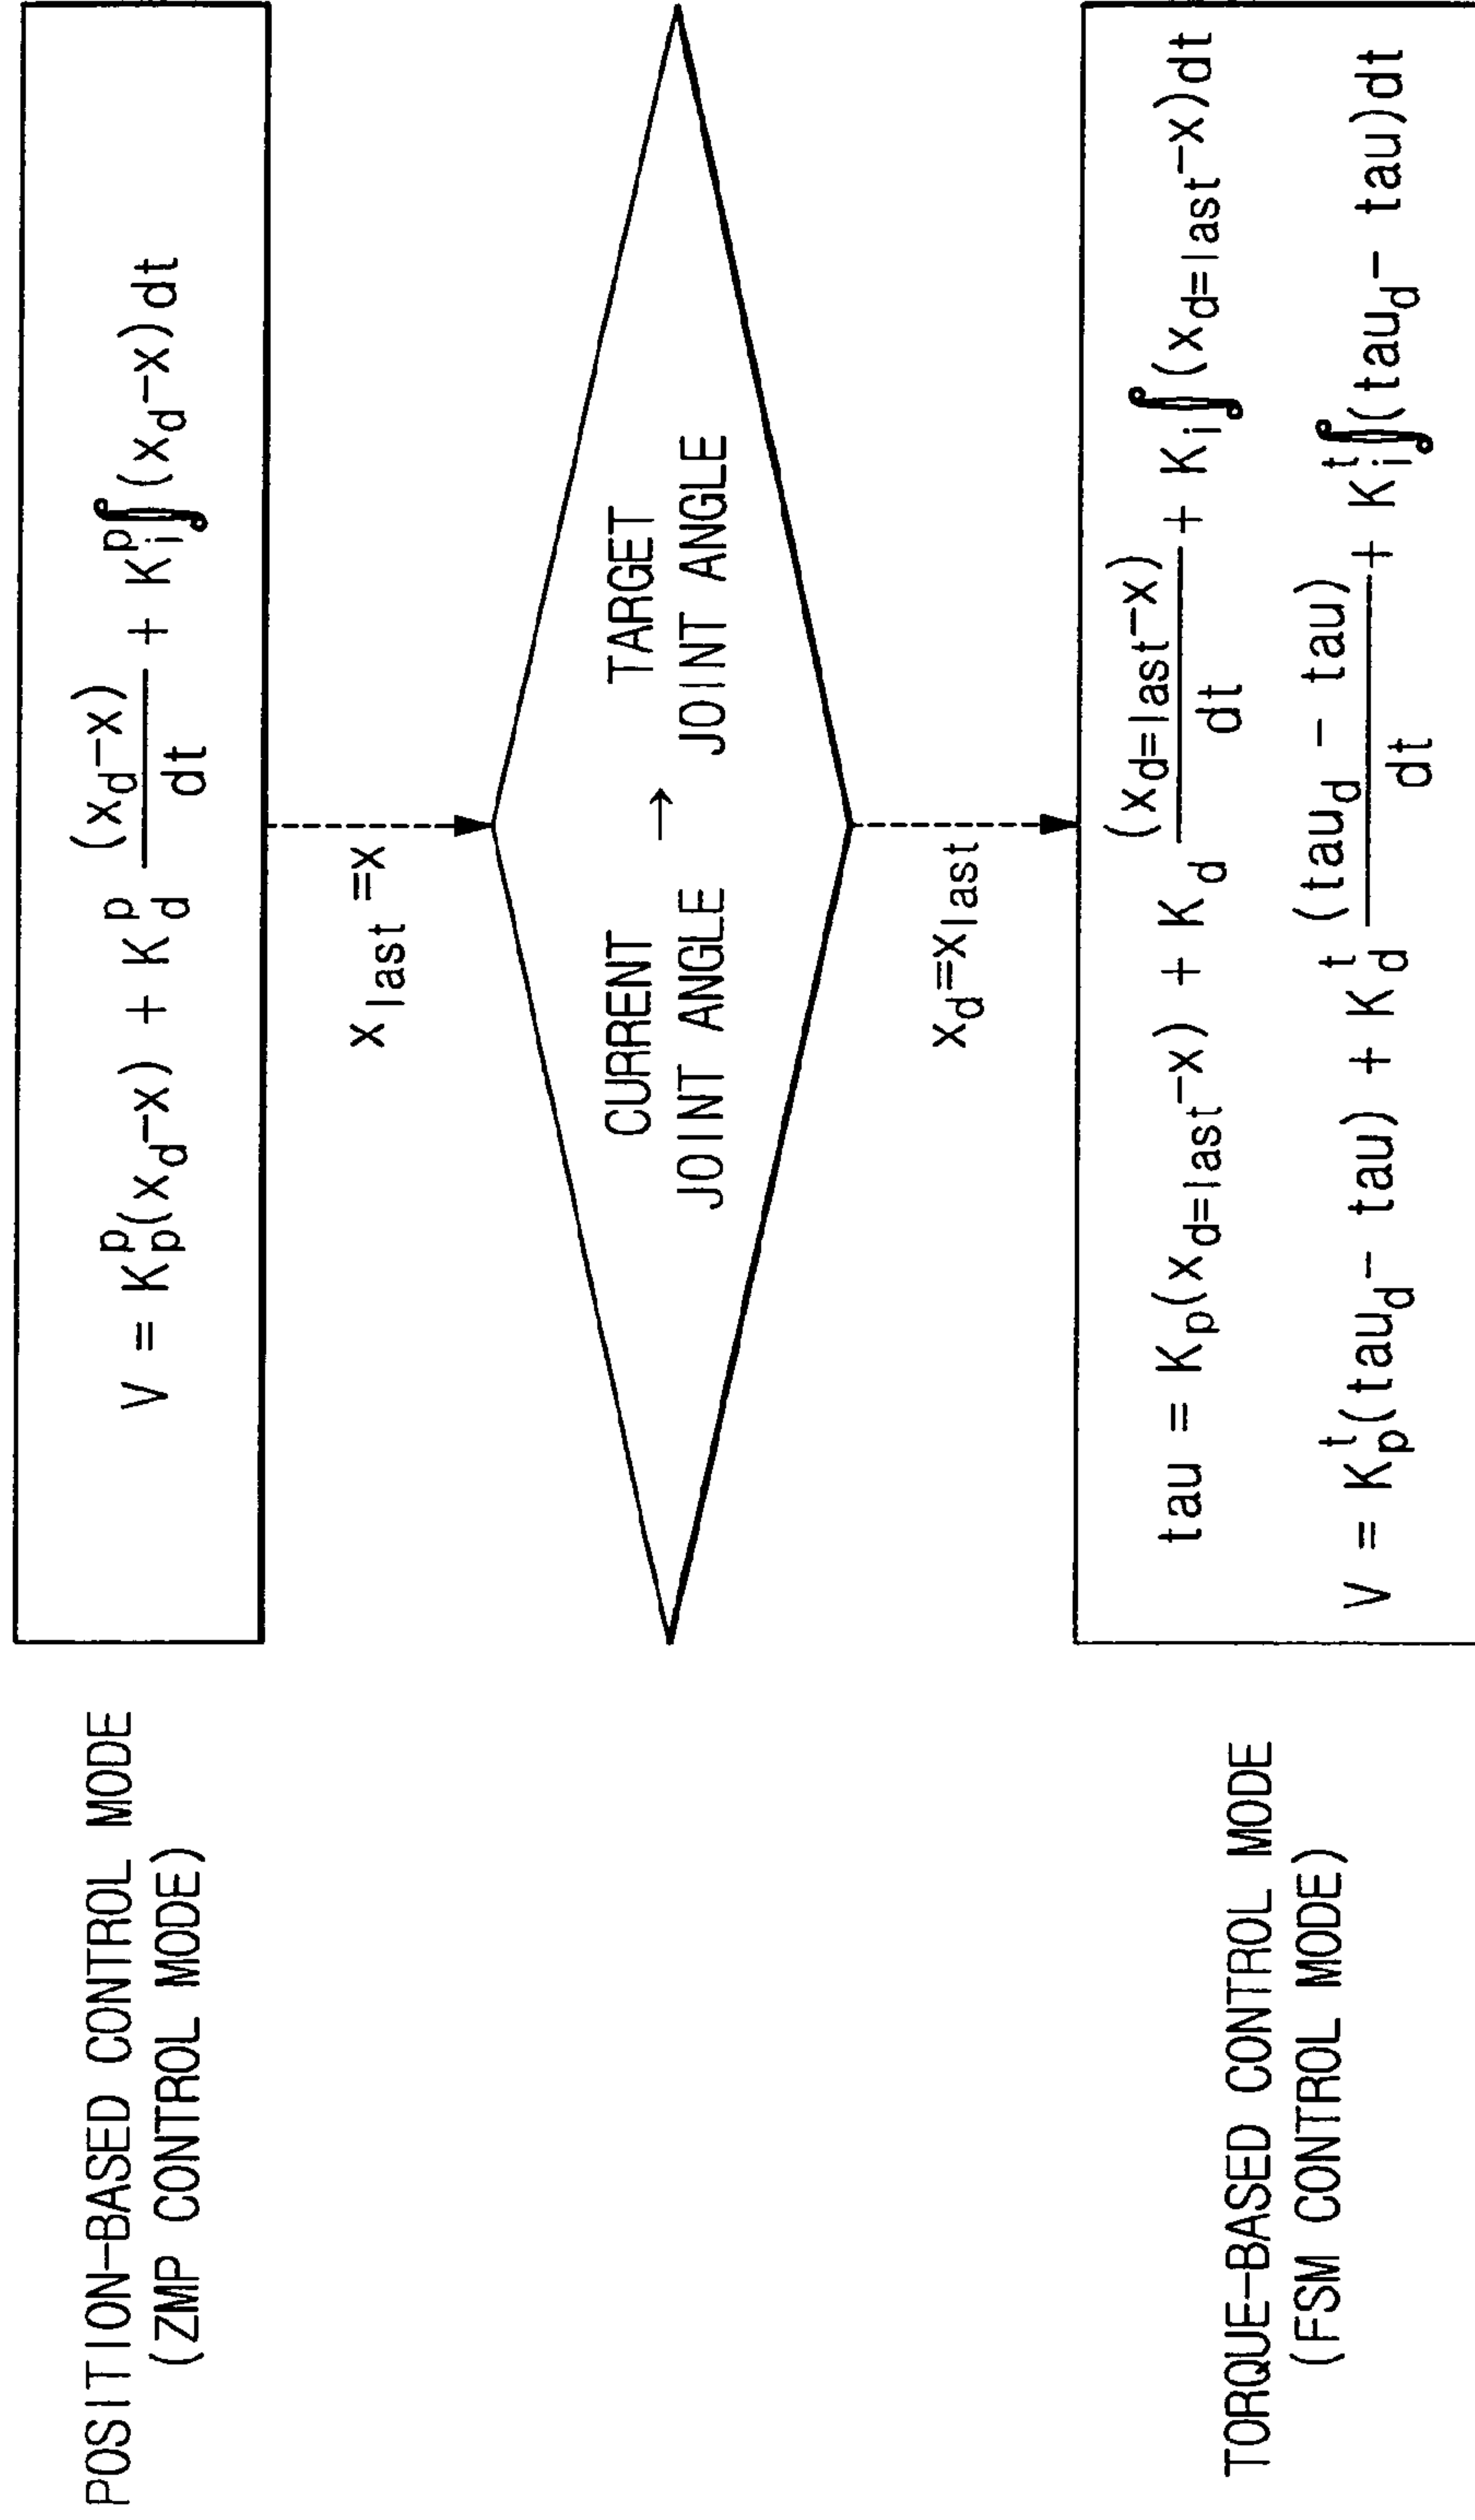 POSITION-BASED CONTROL MODE
(ZMP CONTROL MODE)
V = K_p^p(x_d-x) + K_d^p (x_d-x)/dt + K_i^p∫(x_d-x)dt
x_last=x
CURRENT JOINT ANGLE → TARGET JOINT ANGLE
x_d=x_last
TORQUE-BASED CONTROL MODE
(FSM CONTROL MODE)
tau = K_p(x_d=last-x) + K_d (x_d=last-x)/dt + K_i∫(x_d=last-x)dt
V = K_p^t(tau_d- tau) + K_d^t (tau_d - tau)/dt + K_i^t∫(tau_d- tau)dt